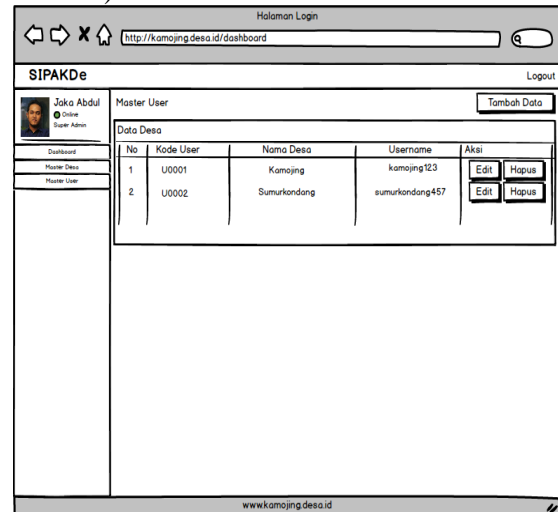 Halaman Login
http://kamojing.desa.id/dashboard
SIPAKDe
Logout
Jaka Abdul
Online
Super Admin
Dashboard
Master Desa
Master User
Master User
Tambah Data
Data Desa
No Kode User Nama Desa Username Aksi
1 U0001 Kamojing kamojing123 Edit Hapus
2 U0002 Sumurkondang sumurkondang457 Edit Hapus
www.kamojing.desa.id